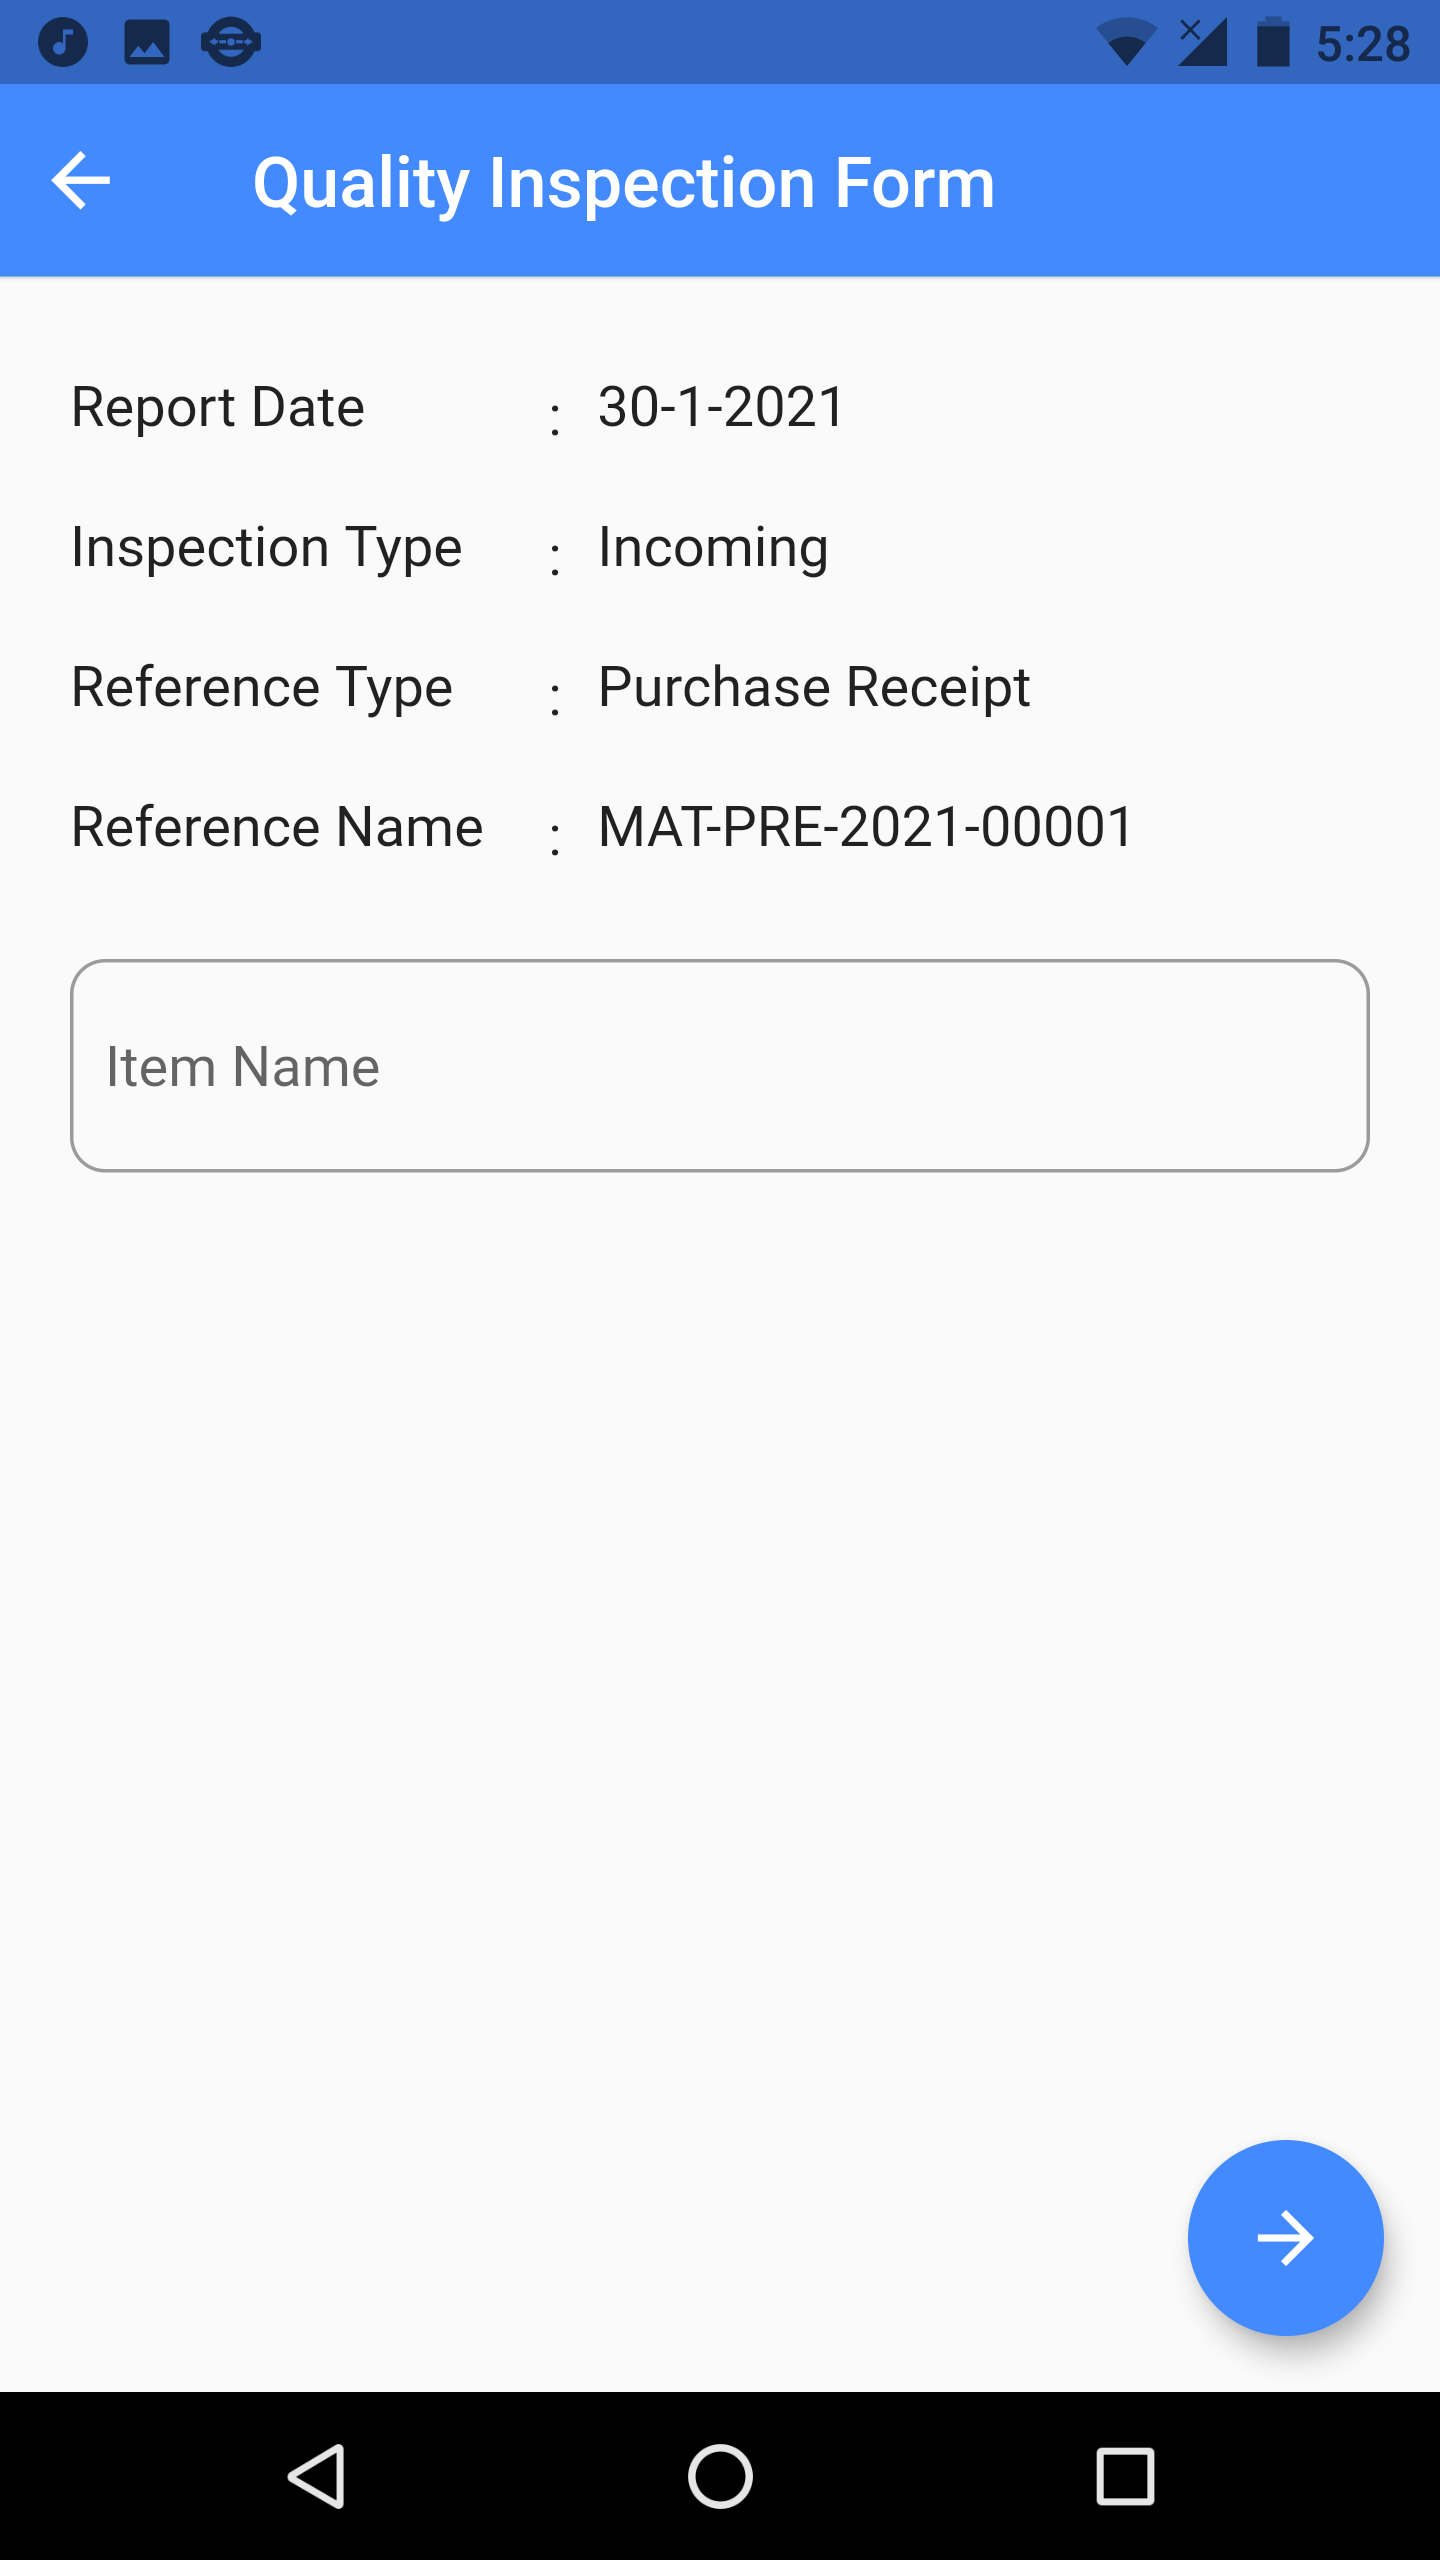 5:28
Quality Inspection Form
Report Date : 30-1-2021
Inspection Type : Incoming
Reference Type : Purchase Receipt
Reference Name : MAT-PRE-2021-00001
Item Name